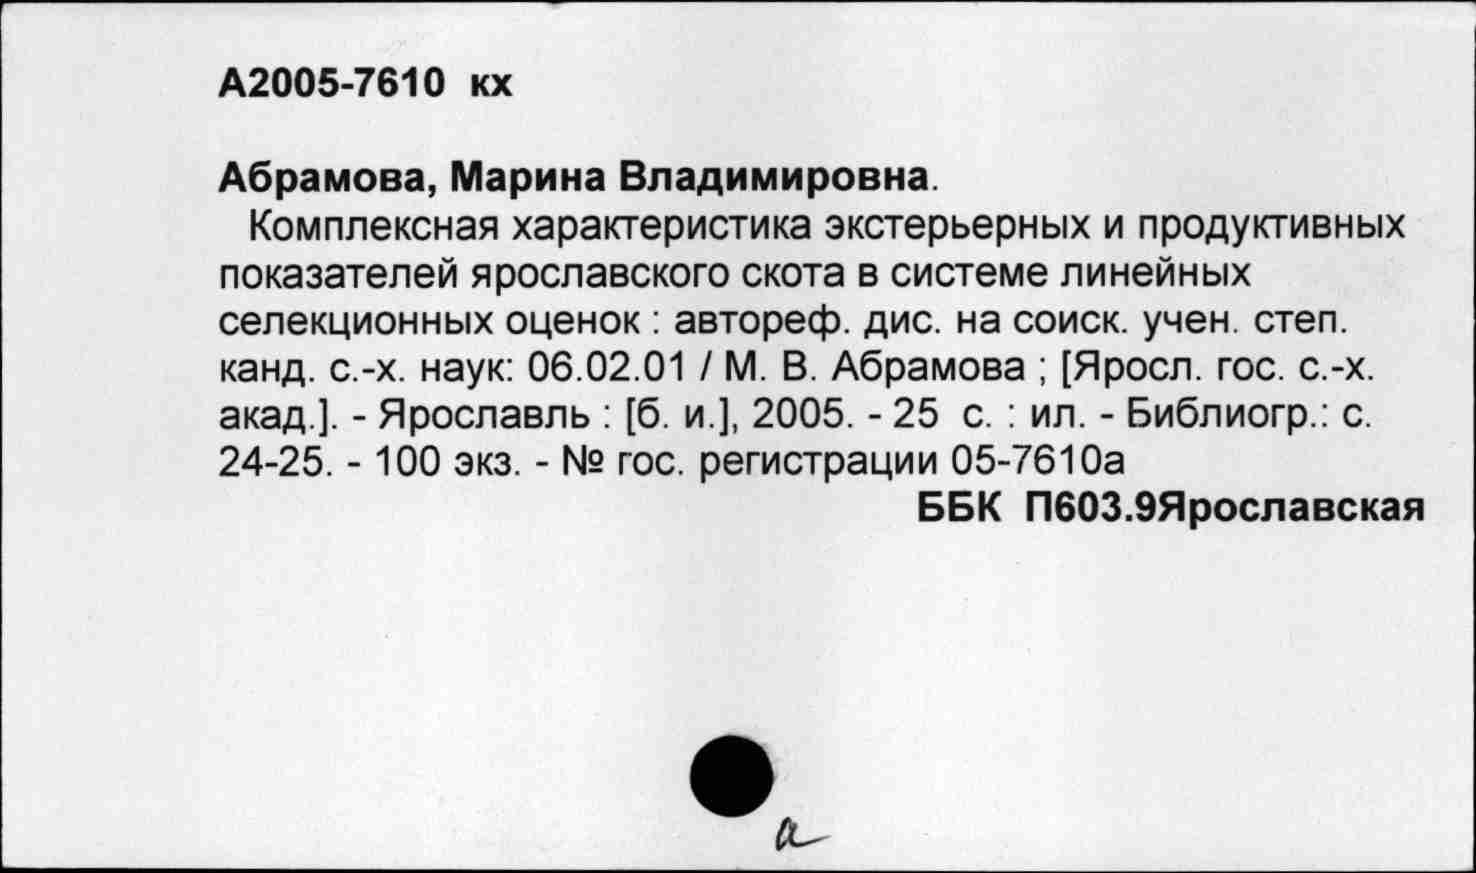 А2005-7610 кх
Абрамова, Марина Владимировна.
Комплексная характеристика экстерьерных и продуктивных
показателей ярославского скота в системе линейных
селекционных оценок : автореф. дис. на соиск. учен. степ.
канд. с.-х. наук: 06.02.01 / М. В. Абрамова ; [Яросл. гос. с.-х.
акад.]. - Ярославль : [б. и.], 2005. - 25 с. : ил. - Библиогр.: с.
24-25. - 100 экз. - № гос. регистрации 05-7610а
ББК П603.9Ярославская
а